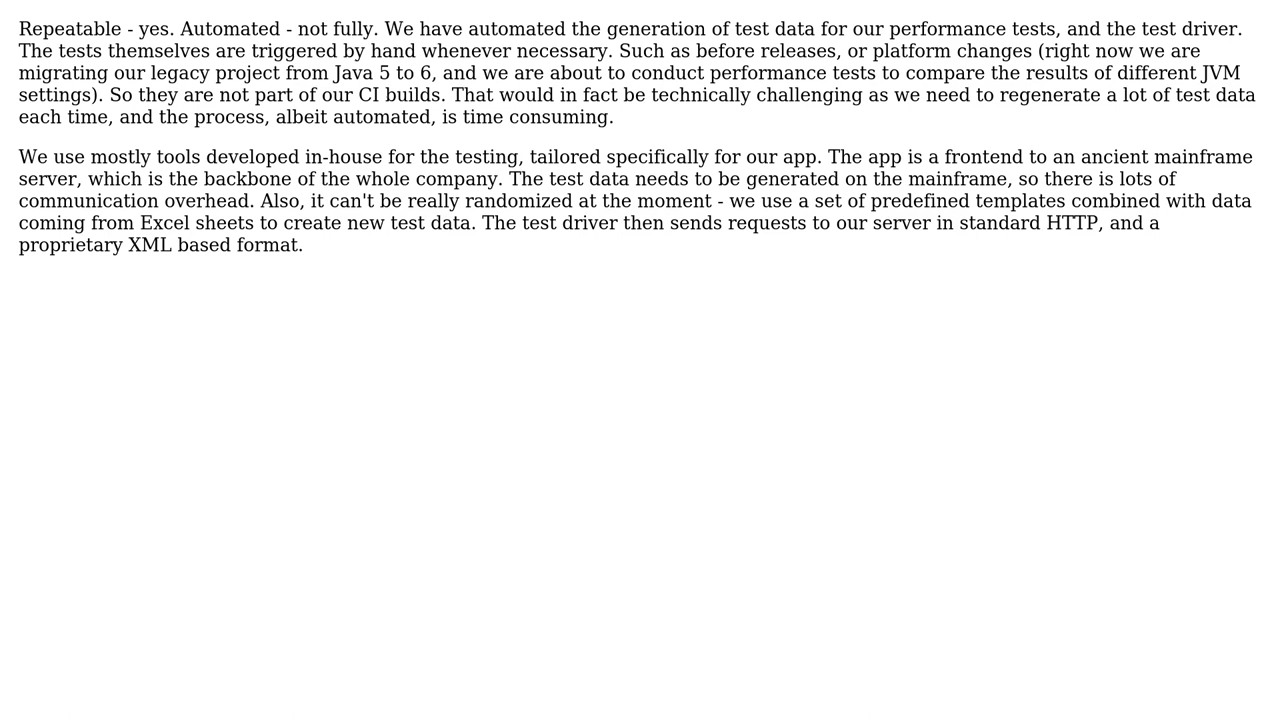 Repeatable - yes. Automated - not fully. We have automated the generation of test data for our performance tests, and the test driver.
The tests themselves are triggered by hand whenever necessary. Such as before releases, or platform changes (right now we are
migrating our legacy project from Java 5 to 6, and we are about to conduct performance tests to compare the results of different JVM
settings). So they are not part of our CI builds. That would in fact be technically challenging as we need to regenerate a lot of test data
each time, and the process, albeit automated, is time consuming.
We use mostly tools developed in-house for the testing, tailored specifically for our app. The app is a frontend to an ancient mainframe
server, which is the backbone of the whole company. The test data needs to be generated on the mainframe, so there is lots of
communication overhead. Also, it can't be really randomized at the moment - we use a set of predefined templates combined with data
coming from Excel sheets to create new test data. The test driver then sends requests to our server in standard HTTP, and a
proprietary XML based format.